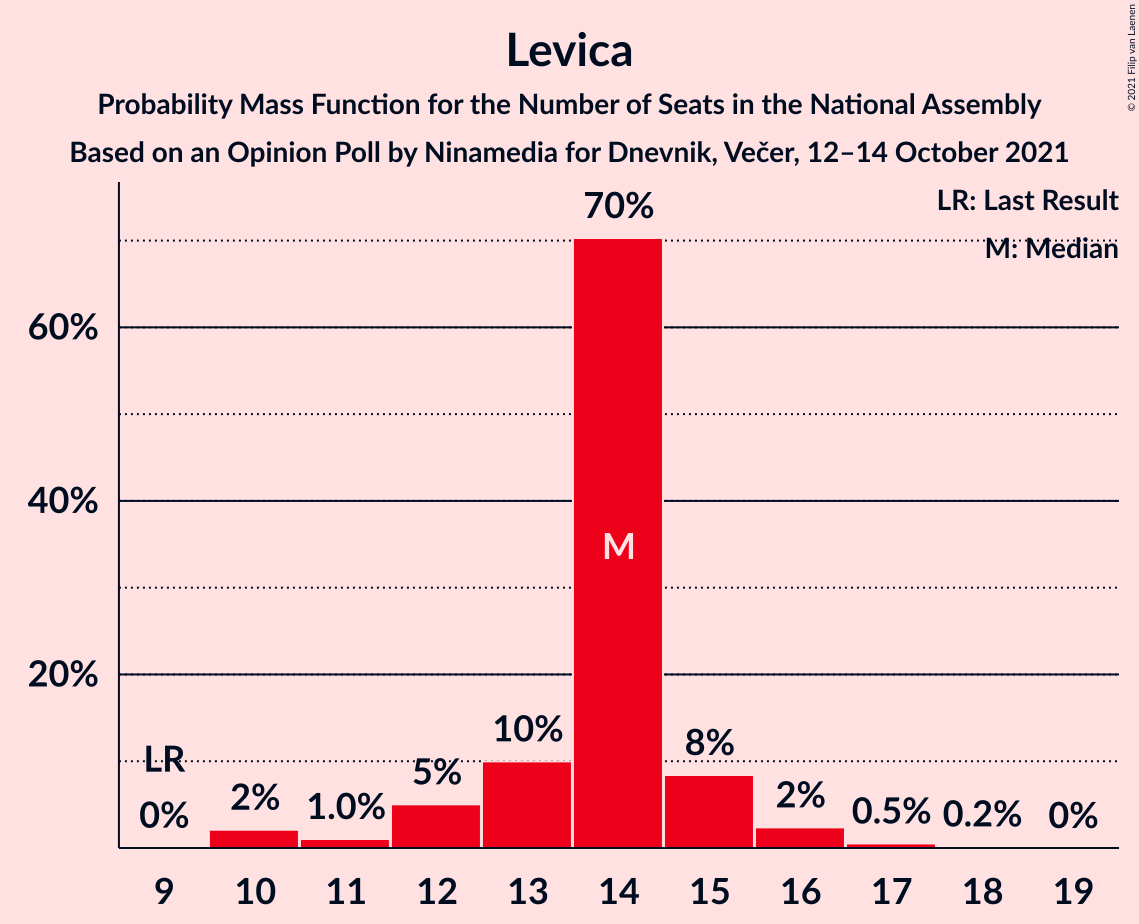 Levica
Probability Mass Function for the Number of Seats in the National Assembly
Based on an Opinion Poll by Ninamedia for Dnevnik, Večer, 12–14 October 2021
© 2021 Filip van Laenen
LR: Last Result
M: Median
60%
40%
20%
LR
0%
2%
1.0%
5%
10%
70%
M
8%
2%
0.5%
0.2%
0%
9 10 11 12 13 14 15 16 17 18 19